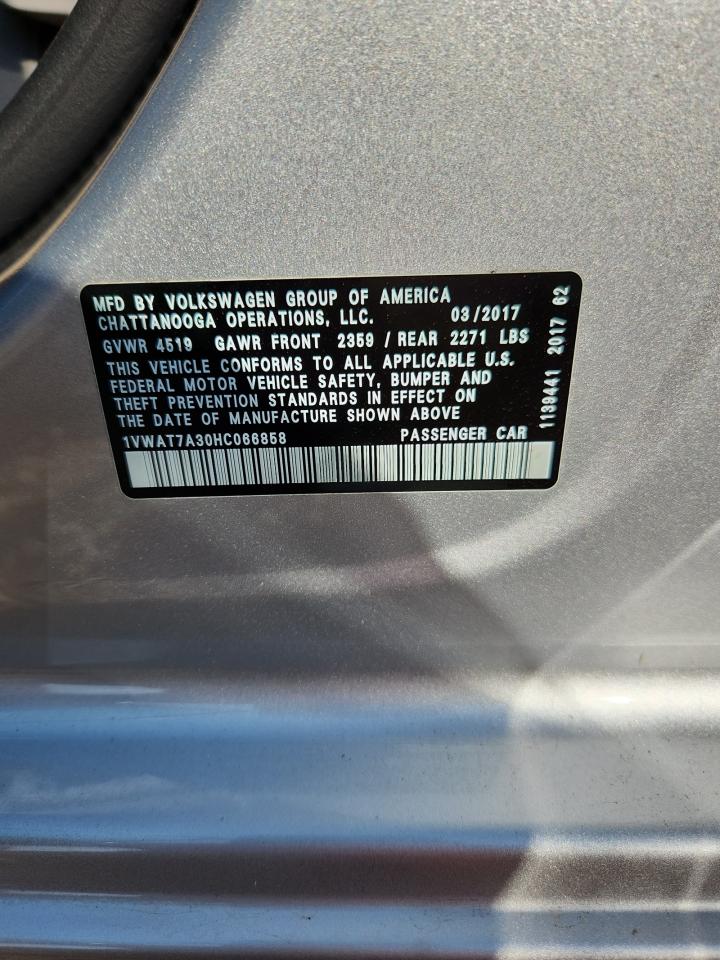 MFD BY VOLKSWAGEN GROUP OF AMERICA
CHATTANOOGA OPERATIONS, LLC. 03/2017
GVWR 4519 GAWR FRONT 2359 / REAR 2271 LBS
THIS VEHICLE CONFORMS TO ALL APPLICABLE U.S.
FEDERAL MOTOR VEHICLE SAFETY, BUMPER AND
THEFT PREVENTION STANDARDS IN EFFECT ON
THE DATE OF MANUFACTURE SHOWN ABOVE
1VWAT7A30HC066858 PASSENGER CAR
1139441 2017 62